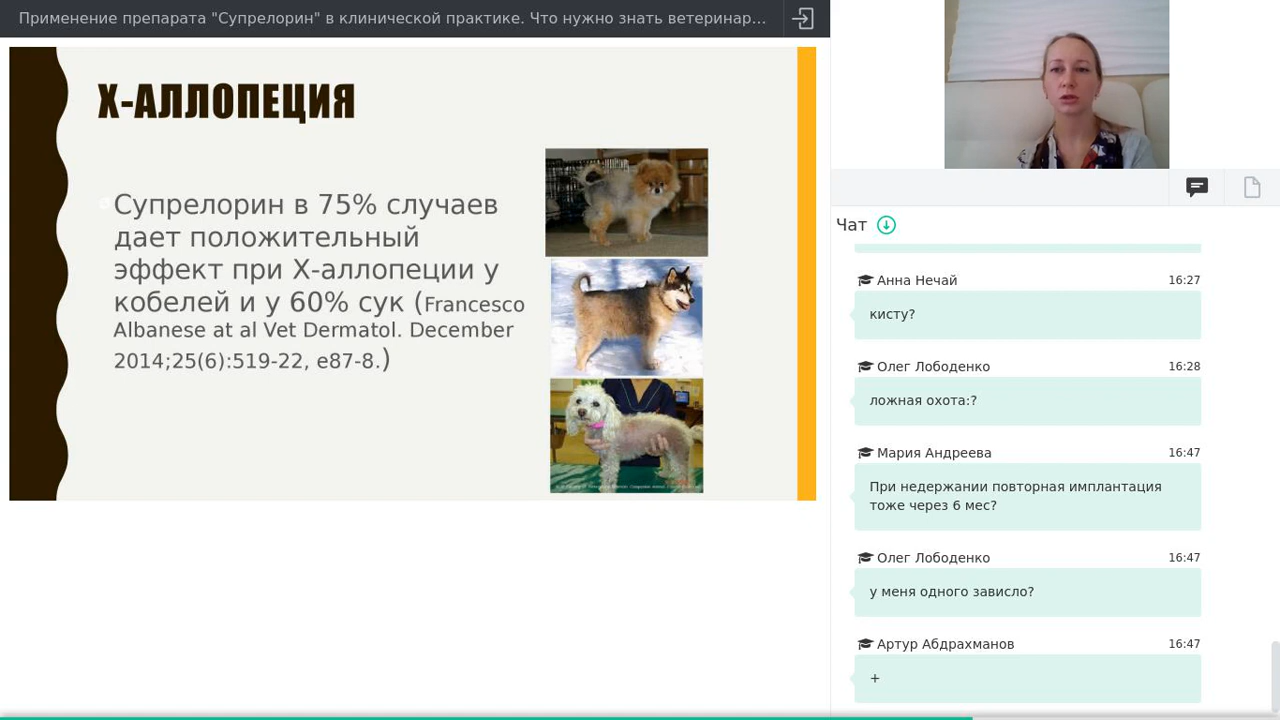 Применение препарата "Супрелорин" в клинической практике. Что нужно знать ветеринар...
Х-АЛЛОПЕЦИЯ
Супрелорин в 75% случаев
дает положительный
эффект при Х-аллопеции у
кобелей и у 60% сук (Francesco
Albanese at al Vet Dermatol. December
2014;25(6):519-22, e87-8.)
Чат
Анна Нечай 16:27
кисту?
Олег Лободенко 16:28
ложная охота:?
Мария Андреева 16:47
При недержании повторная имплантация
тоже через 6 мес?
Олег Лободенко 16:47
у меня одного зависло?
Артур Абдрахманов 16:47
+